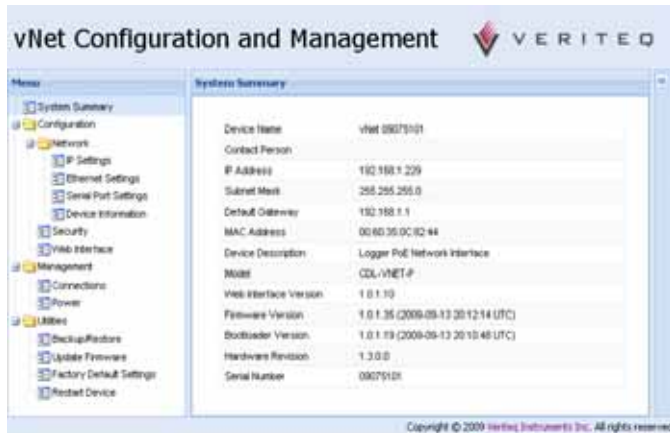 vNet Configuration and Management
VERITEQ
Menu
System Summary
Configuration
Network
IP Settings
Ethernet Settings
Serial Port Settings
Device Information
Security
Web Interface
Management
Connections
Power
Utilities
Backup/Restore
Update Firmware
Factory Default Settings
Restart Device
System Summary
Device Name vNet 09075101
Contact Person
IP Address 192.168.1.229
Subnet Mask 255.255.255.0
Default Gateway 192.168.1.1
MAC Address 00:60:35:0C:82:44
Device Description Logger PoE Network Interface
Model CDL-VNET-P
Web Interface Version 1.0.1.10
Firmware Version 1.0.1.35 (2009-09-13 20:12:14 UTC)
Bootloader Version 1.0.1.19 (2009-09-13 20:10:48 UTC)
Hardware Revision 1.3.0.0
Serial Number 09075101
Copyright © 2009 Veriteq Instruments Inc. All rights reserve